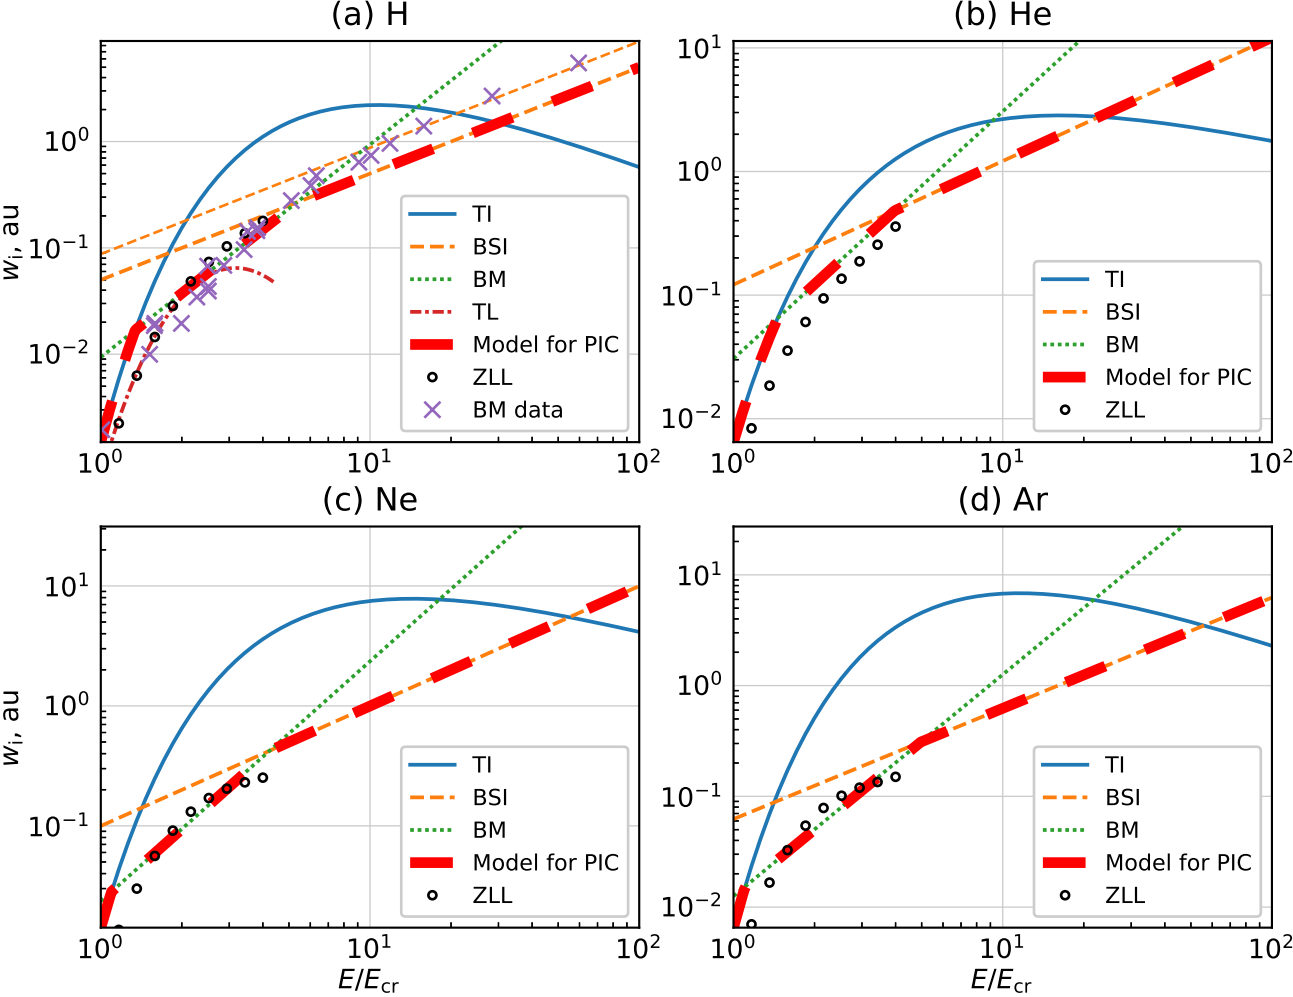 (a) H
w_i, au
10^0
10^-1
10^-2
10^0
10^1
10^2
TI
BSI
BM
TL
Model for PIC
ZLL
BM data
(b) He
10^1
10^0
10^-1
10^-2
10^0
10^1
10^2
TI
BSI
BM
Model for PIC
ZLL
(c) Ne
w_i, au
10^1
10^0
10^-1
10^0
10^1
10^2
E/E_cr
TI
BSI
BM
Model for PIC
ZLL
(d) Ar
10^1
10^0
10^-1
10^-2
10^0
10^1
10^2
E/E_cr
TI
BSI
BM
Model for PIC
ZLL